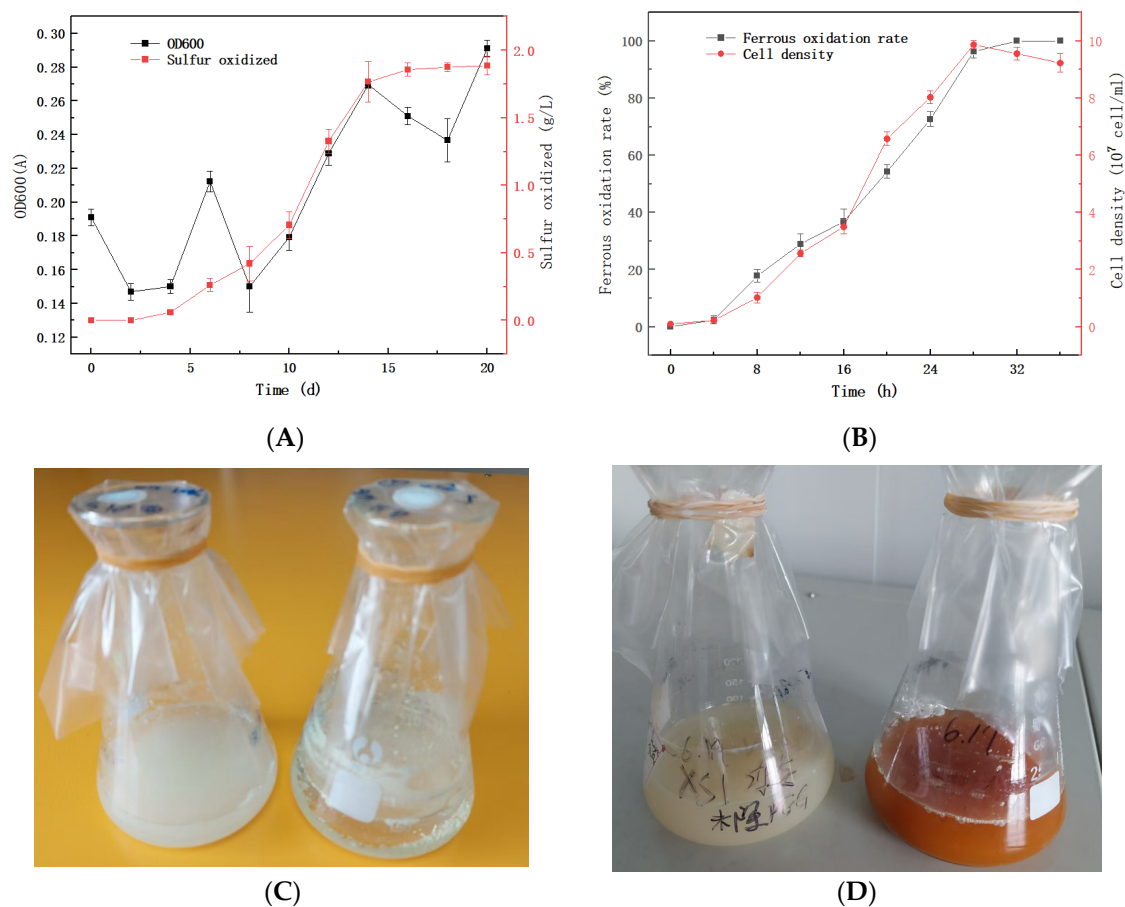 OD600
Sulfur oxidized
0.30
0.28
0.26
0.24
0.22
0.20
0.18
0.16
0.14
0.12
OD600(A)
2.0
1.5
1.0
0.5
0.0
Sulfur oxidized (g/L)
0 5 10 15 20
Time (d)
(A)
Ferrous oxidation rate
Cell density
100
80
60
40
20
0
Ferrous oxidation rate (%)
10
8
6
4
2
0
Cell density (10⁷ cell/ml)
0 8 16 24 32
Time (h)
(B)
(C)
6.17
(D)